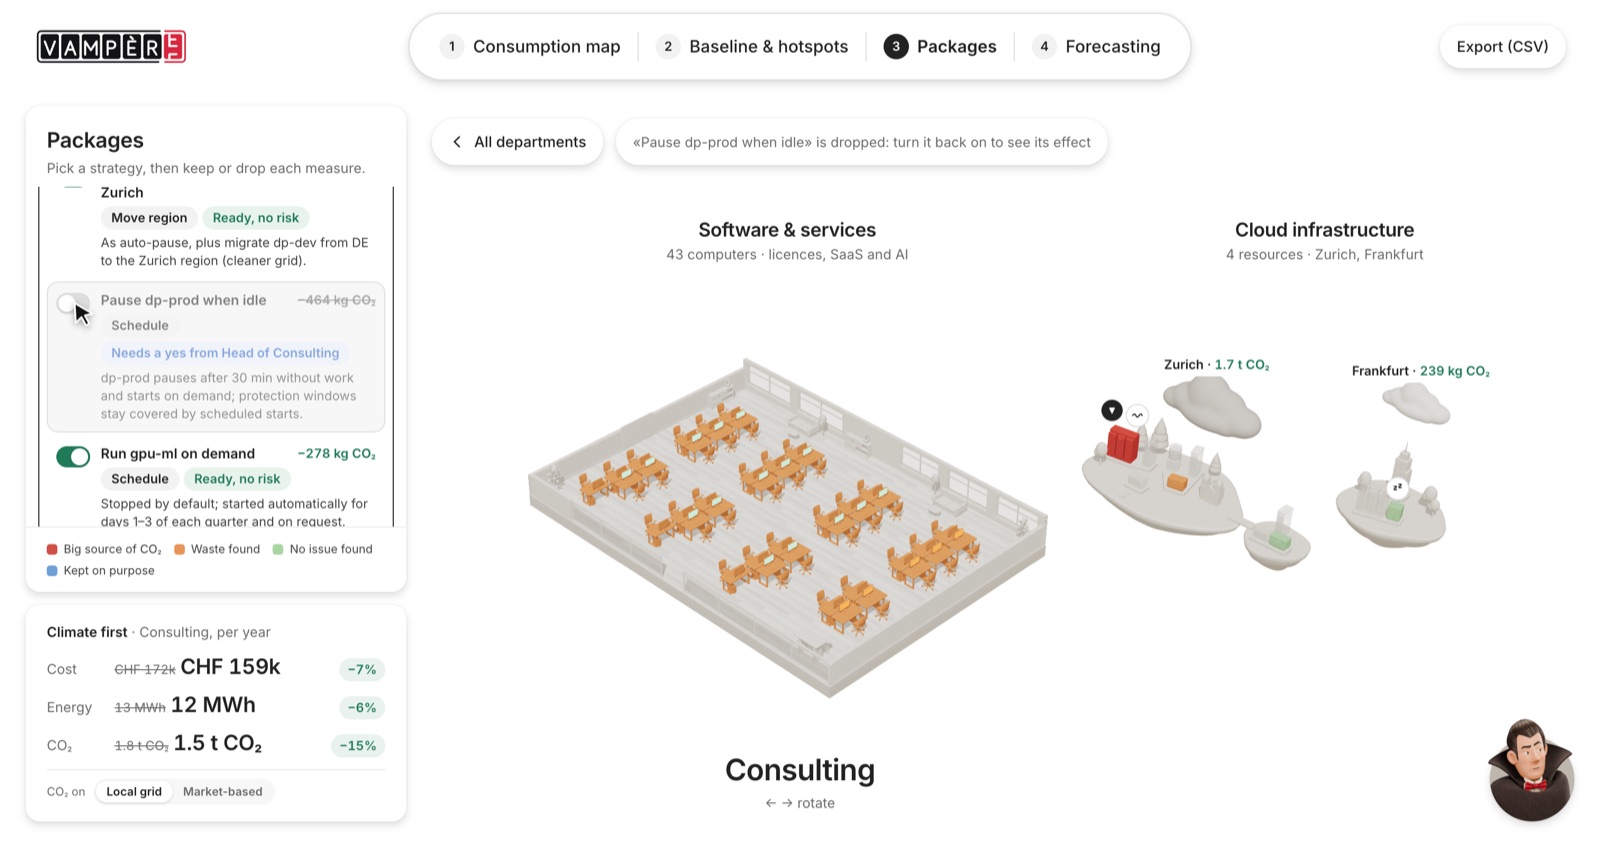 VAMPÈR EE
1 Consumption map
2 Baseline & hotspots
3 Packages
4 Forecasting
Export (CSV)
Packages
Pick a strategy, then keep or drop each measure.
Zurich
Move region
Ready, no risk
As auto-pause, plus migrate dp-dev from DE
to the Zurich region (cleaner grid).
Pause dp-prod when idle
−464 kg CO₂
Schedule
Needs a yes from Head of Consulting
dp-prod pauses after 30 min without work
and starts on demand; protection windows
stay covered by scheduled starts.
Run gpu-ml on demand
−278 kg CO₂
Schedule
Ready, no risk
Stopped by default; started automatically for
days 1–3 of each quarter and on request.
Big source of CO₂
Waste found
No issue found
Kept on purpose
Climate first · Consulting, per year
Cost CHF 172k CHF 159k −7%
Energy 13 MWh 12 MWh −6%
CO₂ 1.8 t CO₂ 1.5 t CO₂ −15%
CO₂ on Local grid Market-based
All departments
«Pause dp-prod when idle» is dropped: turn it back on to see its effect
Software & services
43 computers · licences, SaaS and AI
Cloud infrastructure
4 resources · Zurich, Frankfurt
Zurich · 1.7 t CO₂
Frankfurt · 239 kg CO₂
zz
Consulting
← → rotate